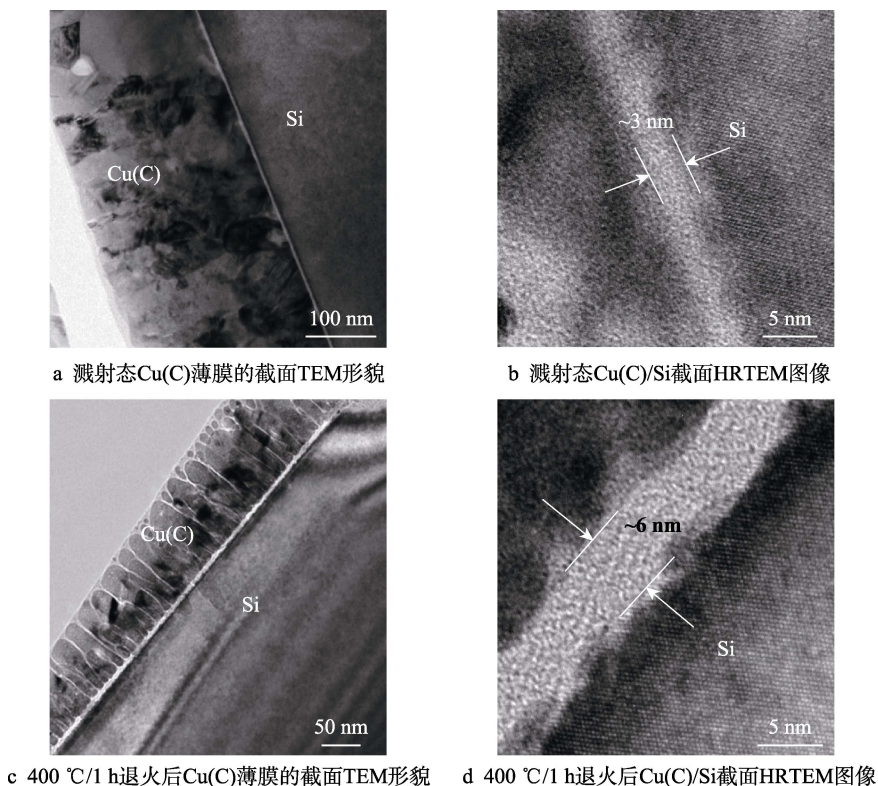 Si
Cu(C)
100 nm
~3 nm
Si
5 nm
a 溅射态Cu(C)薄膜的截面TEM形貌
b 溅射态Cu(C)/Si截面HRTEM图像
Cu(C)
Si
50 nm
~6 nm
Si
5 nm
c 400 ℃/1 h退火后Cu(C)薄膜的截面TEM形貌
d 400 ℃/1 h退火后Cu(C)/Si截面HRTEM图像